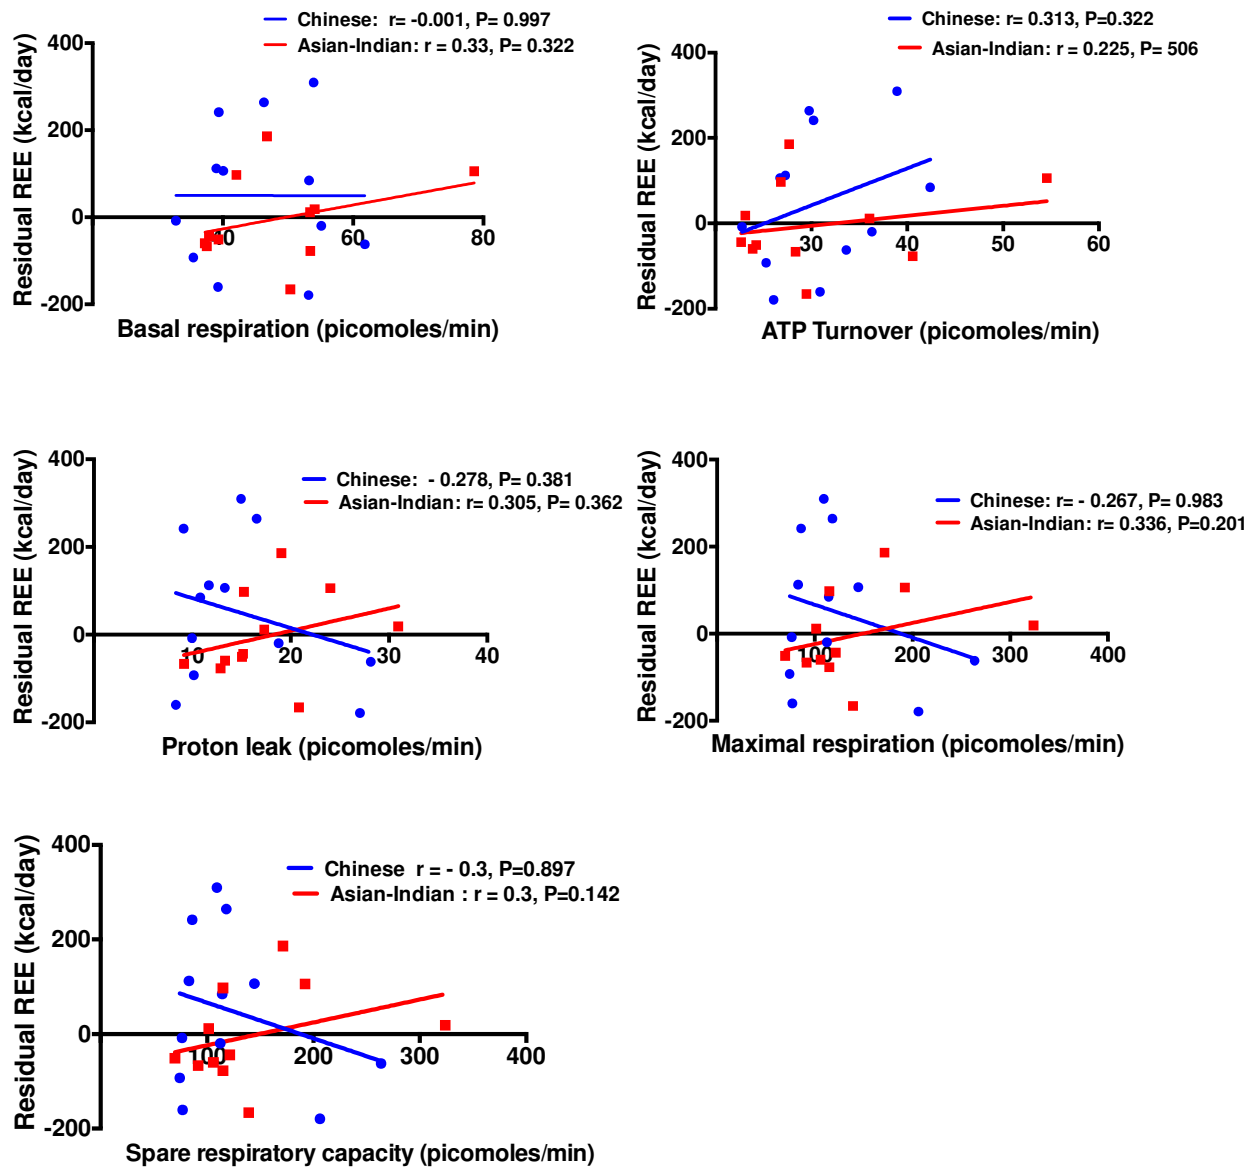 Chinese: r= -0.001, P= 0.997
Asian-Indian: r = 0.33, P= 0.322
400
200
0
-200
40
60
80
Residual REE (kcal/day)
Basal respiration (picomoles/min)
Chinese: r= 0.313, P=0.322
Asian-Indian: r = 0.225, P= 506
400
200
0
-200
30
40
50
60
Residual REE (kcal/day)
ATP Turnover (picomoles/min)
Chinese: - 0.278, P= 0.381
Asian-Indian: r= 0.305, P= 0.362
400
200
0
-200
10
20
30
40
Residual REE (kcal/day)
Proton leak (picomoles/min)
Chinese: r= - 0.267, P= 0.983
Asian-Indian: r= 0.336, P=0.201
400
200
0
-200
100
200
300
400
Residual REE (kcal/day)
Maximal respiration (picomoles/min)
Chinese r = - 0.3, P=0.897
Asian-Indian : r = 0.3, P=0.142
400
200
0
-200
100
200
300
400
Residual REE (kcal/day)
Spare respiratory capacity (picomoles/min)